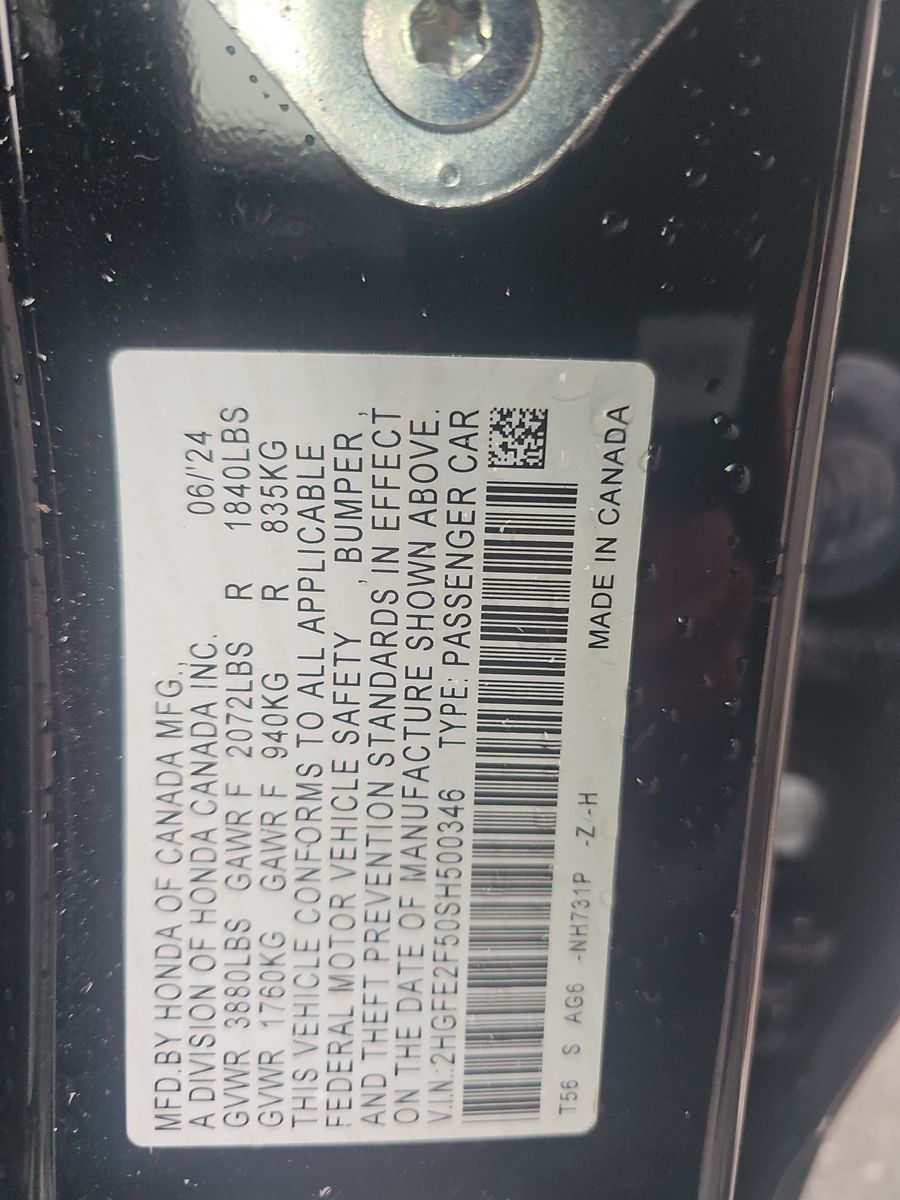 MFD.BY HONDA OF CANADA MFG.,
A DIVISION OF HONDA CANADA INC. 06/'24
GVWR 3880LBS GAWR F 2072LBS R 1840LBS
GVWR 1760KG GAWR F 940KG R 835KG
THIS VEHICLE CONFORMS TO ALL APPLICABLE
FEDERAL MOTOR VEHICLE SAFETY, BUMPER,
AND THEFT PREVENTION STANDARDS IN EFFECT
ON THE DATE OF MANUFACTURE SHOWN ABOVE.
V.I.N.:2HGFE2F50SH500346 TYPE: PASSENGER CAR
T56 S AG6 -NH731P -Z -H
MADE IN CANADA